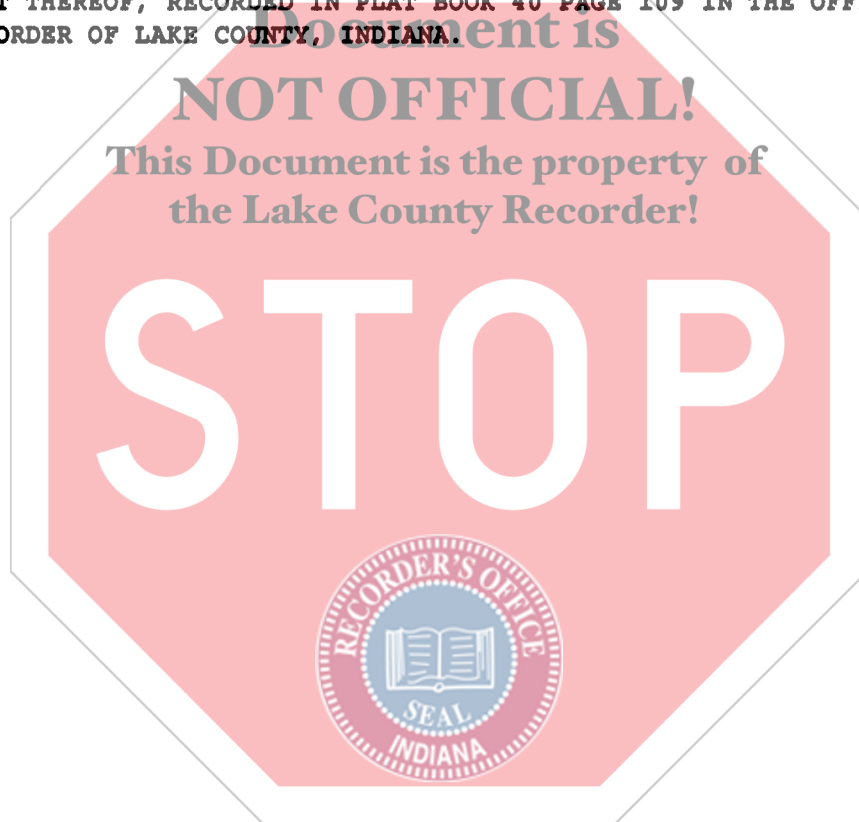 T THEREOF, RECORDED IN PLAT BOOK 40 PAGE 109 IN THE OFF
ORDER OF LAKE COUNTY, INDIANA.
Document is
NOT OFFICIAL!
This Document is the property of
the Lake County Recorder!
STOP
RECORDER'S OFFICE
SEAL
INDIANA